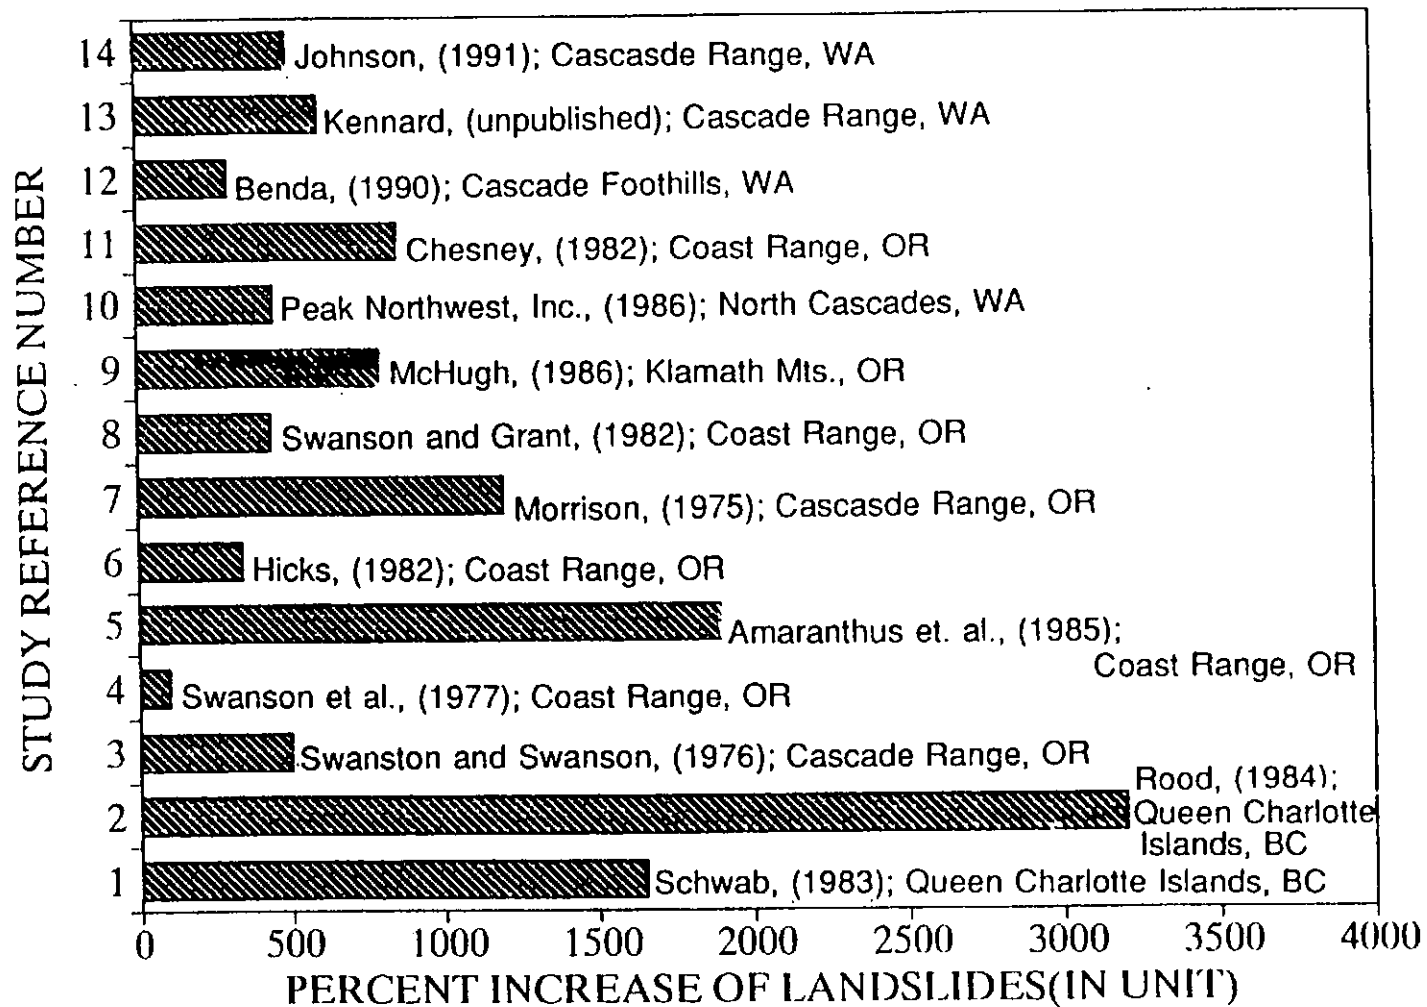 STUDY REFERENCE NUMBER
14 Johnson, (1991); Cascasde Range, WA
13 Kennard, (unpublished); Cascade Range, WA
12 Benda, (1990); Cascade Foothills, WA
11 Chesney, (1982); Coast Range, OR
10 Peak Northwest, Inc., (1986); North Cascades, WA
9 McHugh, (1986); Klamath Mts., OR
8 Swanson and Grant, (1982); Coast Range, OR
7 Morrison, (1975); Cascasde Range, OR
6 Hicks, (1982); Coast Range, OR
5 Amaranthus et. al., (1985);
Coast Range, OR
4 Swanson et al., (1977); Coast Range, OR
3 Swanston and Swanson, (1976); Cascade Range, OR
Rood, (1984);
2 Queen Charlotte
Islands, BC
1 Schwab, (1983); Queen Charlotte Islands, BC
0 500 1000 1500 2000 2500 3000 3500 4000
PERCENT INCREASE OF LANDSLIDES(IN UNIT)